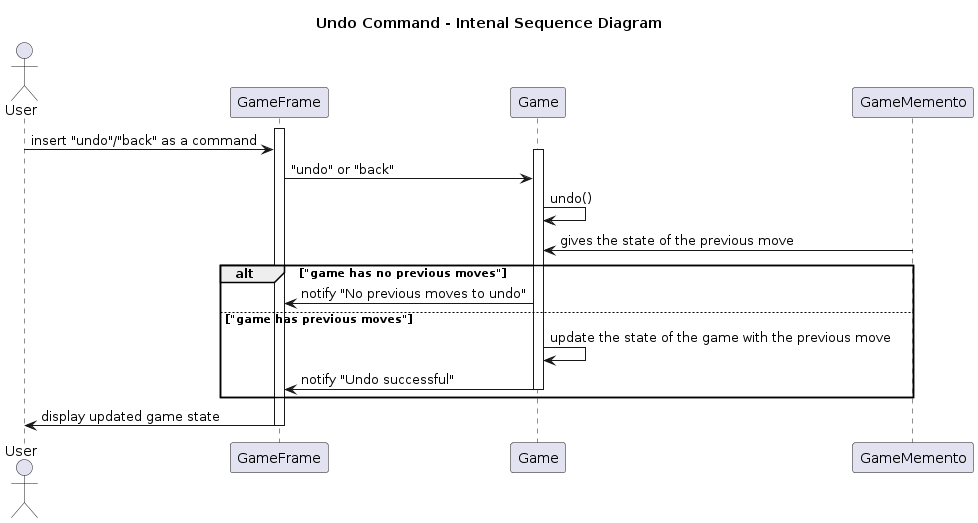 Undo Command - Intenal Sequence Diagram
User
GameFrame
Game
GameMemento
insert "undo"/"back" as a command
"undo" or "back"
undo()
gives the state of the previous move
alt
["game has no previous moves"]
notify "No previous moves to undo"
["game has previous moves"]
update the state of the game with the previous move
notify "Undo successful"
display updated game state
User
GameFrame
Game
GameMemento